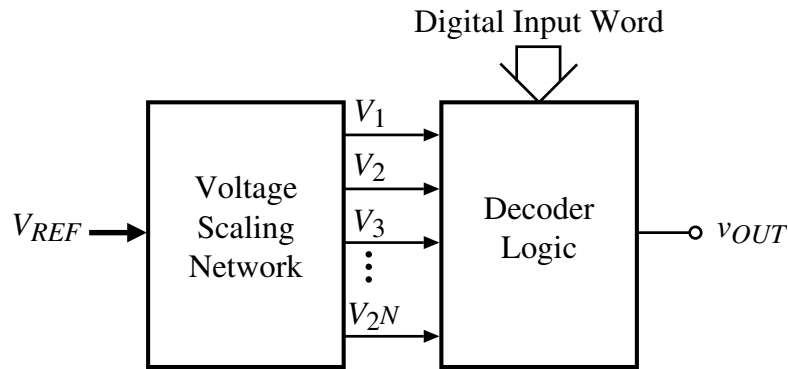 Digital Input Word
V1
V2
V3
V2N
VREF
Voltage
Scaling
Network
Decoder
Logic
vOUT